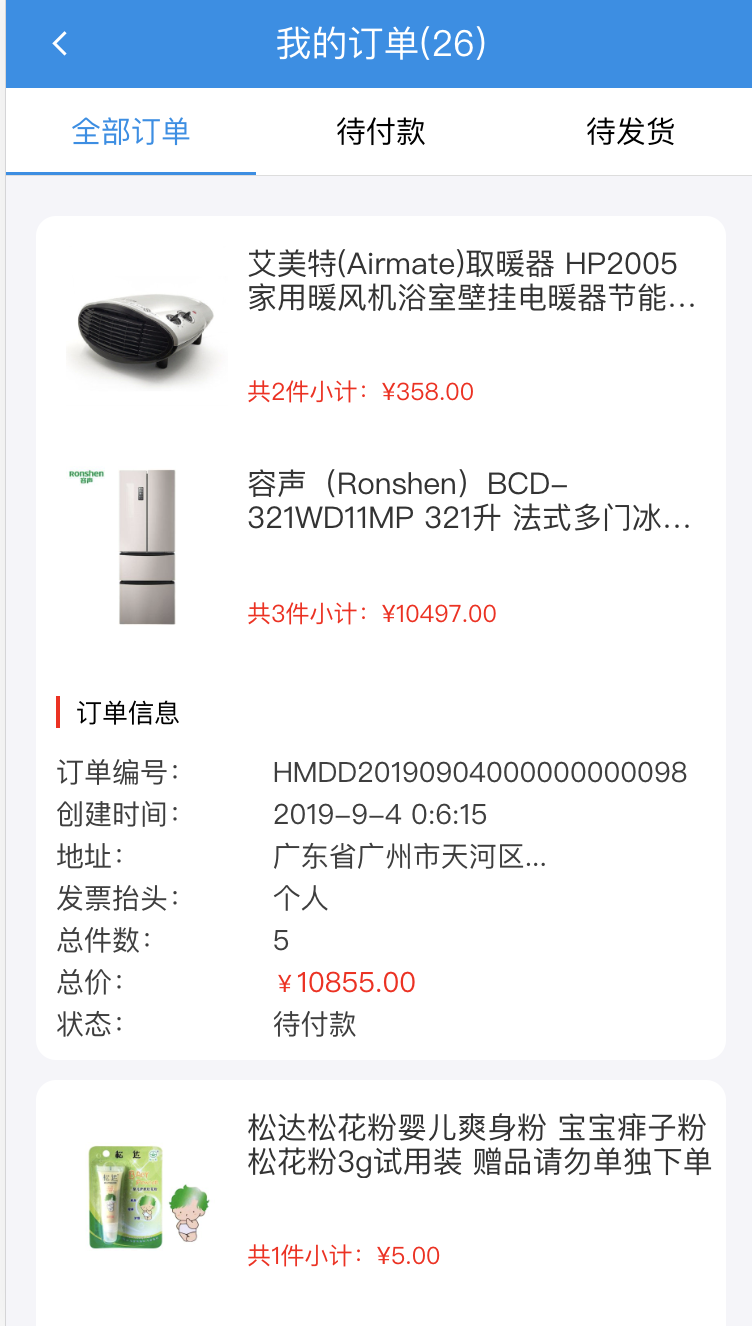 我的订单(26)
全部订单
待付款
待发货
艾美特(Airmate)取暖器 HP2005
家用暖风机浴室壁挂电暖器节能...
共2件小计：¥358.00
Ronshen
容声
容声（Ronshen）BCD-
321WD11MP 321升 法式多门冰...
共3件小计：¥10497.00
订单信息
订单编号：
HMDD20190904000000000098
创建时间：
2019-9-4 0:6:15
地址：
广东省广州市天河区...
发票抬头：
个人
总件数：
5
总价：
￥10855.00
状态：
待付款
松达松花粉婴儿爽身粉 宝宝痱子粉
松花粉3g试用装 赠品请勿单独下单
松达
共1件小计：¥5.00